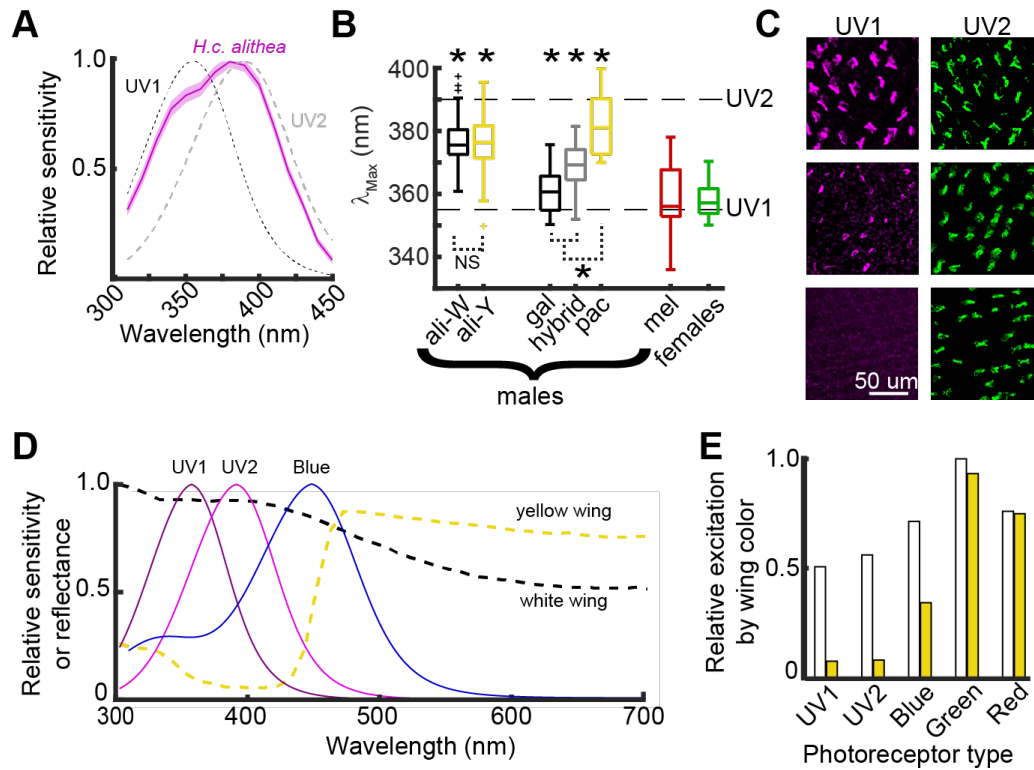 A
H.c. alithea
UV1
UV2
1.0
0.5
Relative sensitivity
300 350 400 450
Wavelength (nm)
B
* * * * *
400
380
360
340
330
λMax (nm)
UV2
UV1
NS
*
ali-W
ali-Y
gal
hybrid
pac
mel
females
males
C
UV1 UV2
50 um
D
UV1 UV2 Blue
1.0
0.5
0
Relative sensitivity
or reflectance
yellow wing
white wing
300 400 500 600 700
Wavelength (nm)
E
1.0
0.5
0
Relative excitation
by wing color
UV1
UV2
Blue
Green
Red
Photoreceptor type